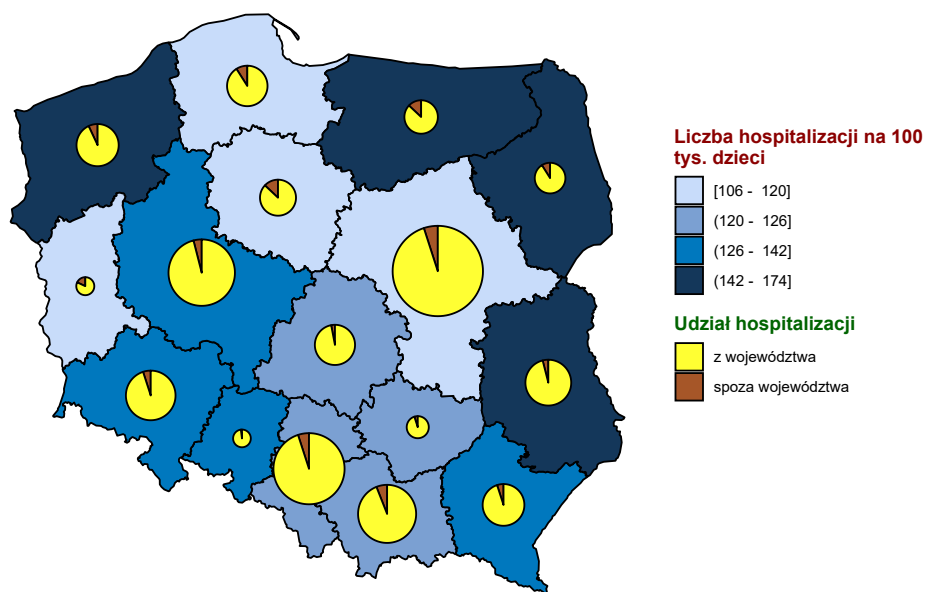 Liczba hospitalizacji na 100
tys. dzieci
[106 - 120]
(120 - 126]
(126 - 142]
(142 - 174]
Udział hospitalizacji
z województwa
spoza województwa